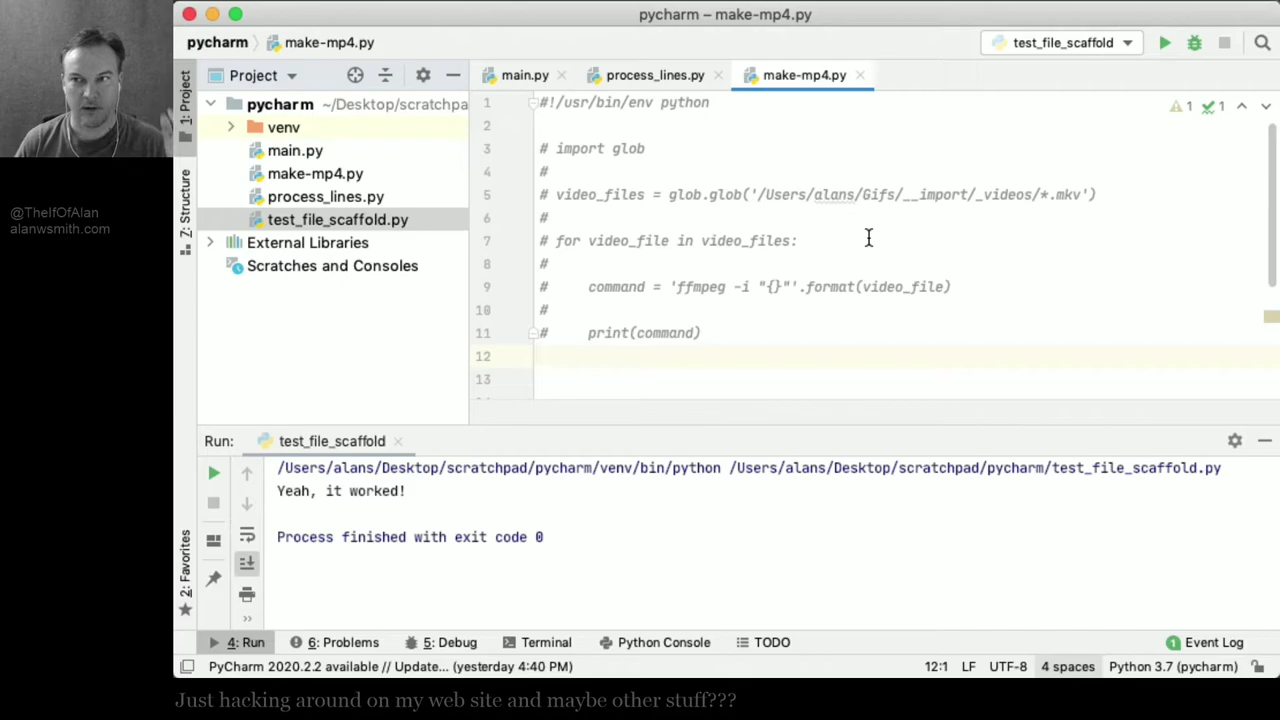 pycharm – make-mp4.py
pycharm
make-mp4.py
test_file_scaffold
1: Project
Project
main.py
process_lines.py
make-mp4.py
pycharm ~/Desktop/scratchpa
venv
main.py
make-mp4.py
process_lines.py
test_file_scaffold.py
External Libraries
Scratches and Consoles
Z: Structure
@TheIfOfAlan
alanwsmith.com
1 #!/usr/bin/env python
2
3 # import glob
4 #
5 # video_files = glob.glob('/Users/alans/Gifs/__import/_videos/*.mkv')
6 #
7 # for video_file in video_files:
8 #
9 #     command = 'ffmpeg -i "{}"'.format(video_file)
10 #
11 #     print(command)
12
13
1
1
Run:
test_file_scaffold
/Users/alans/Desktop/scratchpad/pycharm/venv/bin/python /Users/alans/Desktop/scratchpad/pycharm/test_file_scaffold.py
Yeah, it worked!
Process finished with exit code 0
2: Favorites
4: Run
6: Problems
5: Debug
Terminal
Python Console
TODO
1 Event Log
PyCharm 2020.2.2 available // Update... (yesterday 4:40 PM)
12:1
LF
UTF-8
4 spaces
Python 3.7 (pycharm)
Just hacking around on my web site and maybe other stuff???